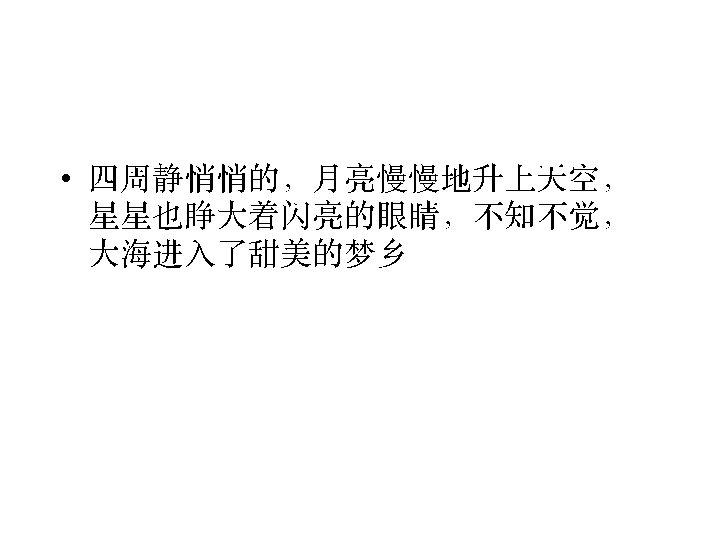 • 四周静悄悄的，月亮慢慢地升上天空，
星星也睁大着闪亮的眼睛，不知不觉，
大海进入了甜美的梦乡